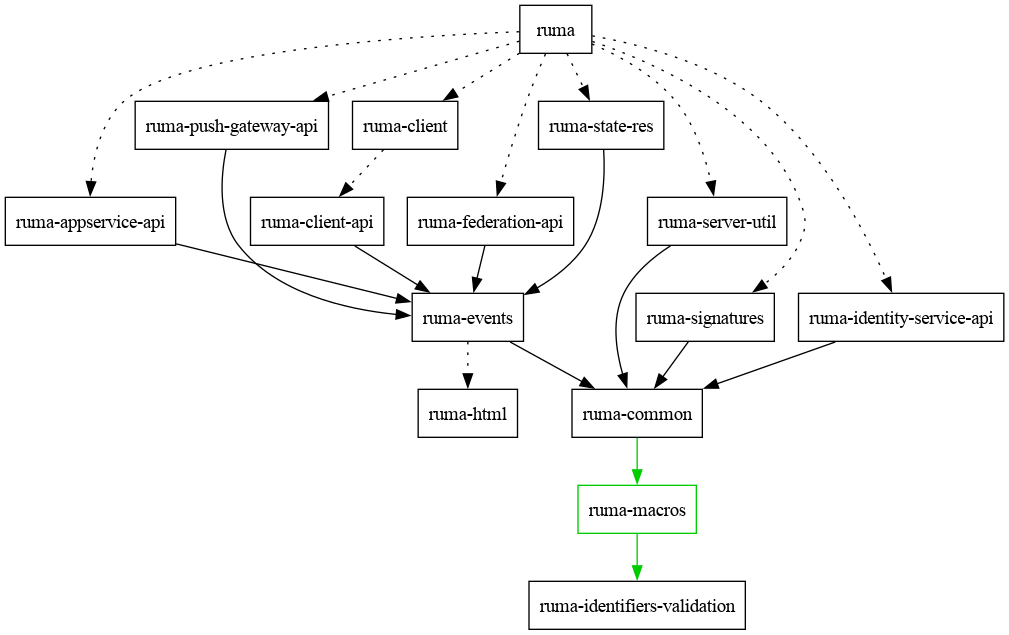 ruma
ruma-push-gateway-api
ruma-client
ruma-state-res
ruma-appservice-api
ruma-client-api
ruma-federation-api
ruma-server-util
ruma-events
ruma-signatures
ruma-identity-service-api
ruma-html
ruma-common
ruma-macros
ruma-identifiers-validation